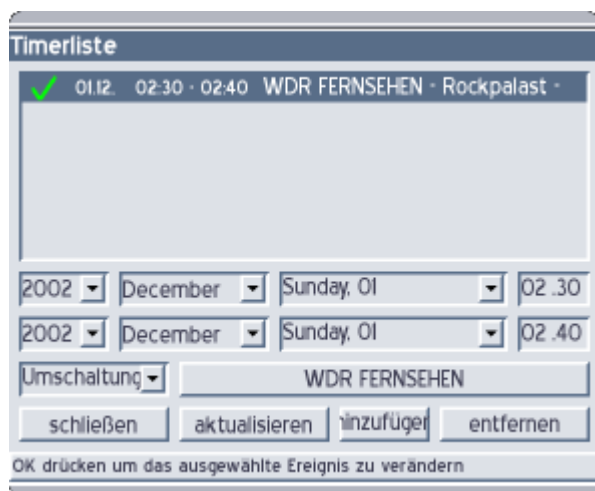 Timerliste
01.12. 02:30 - 02:40 WDR FERNSEHEN - Rockpalast -
2002 December Sunday, 01 02 .30
2002 December Sunday, 01 02 .40
Umschaltung WDR FERNSEHEN
schließen aktualisieren hinzufügen entfernen
OK drücken um das ausgewählte Ereignis zu verändern